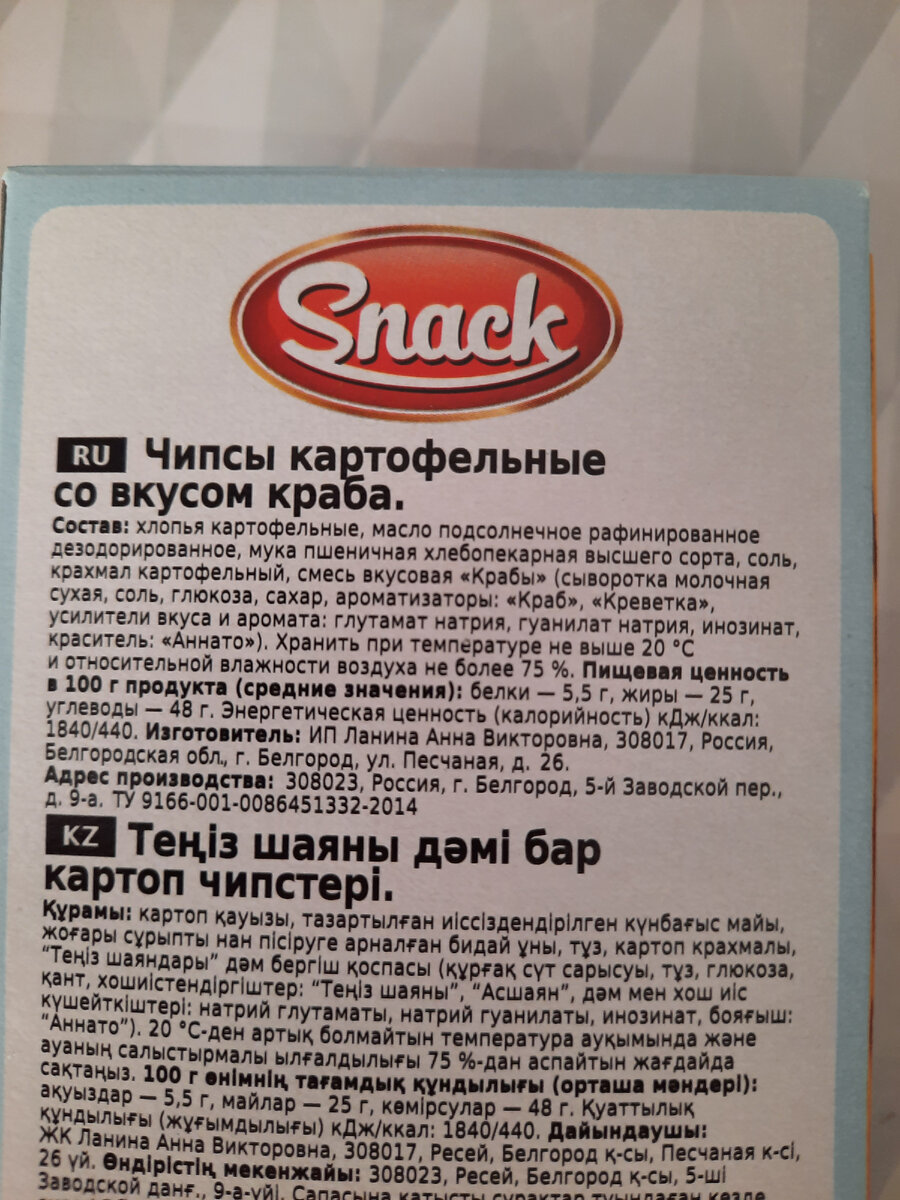 Snack
RU Чипсы картофельные
со вкусом краба.
Состав: хлопья картофельные, масло подсолнечное рафинированное
дезодорированное, мука пшеничная хлебопекарная высшего сорта, соль,
крахмал картофельный, смесь вкусовая «Крабы» (сыворотка молочная
сухая, соль, глюкоза, сахар, ароматизаторы: «Краб», «Креветка»,
усилители вкуса и аромата: глутамат натрия, гуанилат натрия, инозинат,
краситель: «Аннато»). Хранить при температуре не выше 20 °С
и относительной влажности воздуха не более 75 %. Пищевая ценность
в 100 г продукта (средние значения): белки — 5,5 г, жиры — 25 г,
углеводы — 48 г. Энергетическая ценность (калорийность) кДж/ккал:
1840/440. Изготовитель: ИП Ланина Анна Викторовна, 308017, Россия,
Белгородская обл., г. Белгород, ул. Песчаная, д. 26.
Адрес производства: 308023, Россия, г. Белгород, 5-й Заводской пер.,
д. 9-а. ТУ 9166-001-0086451332-2014
KZ Теңіз шаяны дәмі бар
картоп чипстері.
Құрамы: картоп қауызы, тазартылған иіссіздендірілген күнбағыс майы,
жоғары сұрыпты нан пісіруге арналған бидай ұны, тұз, картоп крахмалы,
“Теңіз шаяндары” дәм бергіш қоспасы (құрғақ сүт сарысуы, тұз, глюкоза,
қант, хошиістендіргіштер: “Теңіз шаяны”, “Асшаян”, дәм мен хош иіс
күшейткіштері: натрий глутаматы, натрий гуанилаты, инозинат, бояғыш:
“Аннато”). 20 °С-ден артық болмайтын температура ауқымында және
ауаның салыстырмалы ылғалдылығы 75 %-дан аспайтын жағдайда
сақтаңыз. 100 г өнімнің тағамдық құндылығы (орташа мәндері):
ақуыздар — 5,5 г, майлар — 25 г, көмірсулар — 48 г. Қуаттылық
құндылығы (жұғымдылығы) кДж/ккал: 1840/440. Дайындаушы:
ЖК Ланина Анна Викторовна, 308017, Ресей, Белгород қ-сы, Песчаная к-сі,
26 үй. Өндірістің мекенжайы: 308023, Ресей, Белгород қ-сы, 5-ші
Заводской данғ., 9-а-үйі. Сапасына қатысты сұрақтар туындаған кезде